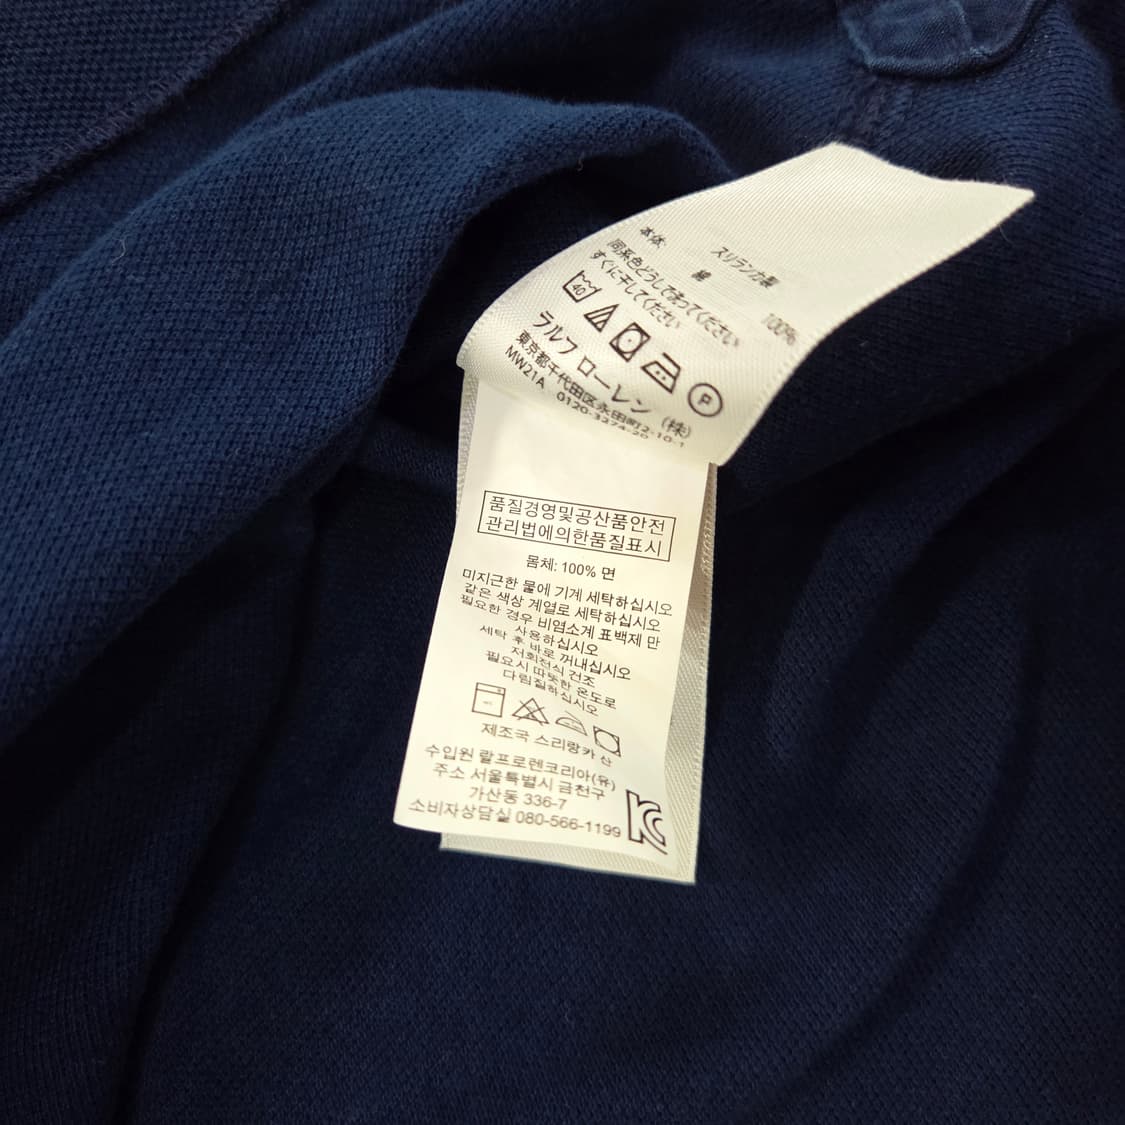 スリランカ製
本体 綿 100%
同系色どうしであってください
すぐに干してください
40
P
ラルフ ローレン (株)
東京都千代田区永田町2-10-1
MW21A 0120-3274-20
품질경영및공산품안전
관리법에의한품질표시
몸체: 100% 면
미지근한 물에 기계 세탁하십시오
같은 색상 계열로 세탁하십시오
필요한 경우 비염소계 표백제 만
사용하십시오
세탁 후 바로 꺼내십시오
저회전식 건조
필요시 따뜻한 온도로
다림질하십시오
제조국 스리랑카 산
수입원 랄프로렌코리아(유)
주소 서울특별시 금천구
가산동 336-7
소비자상담실 080-566-1199